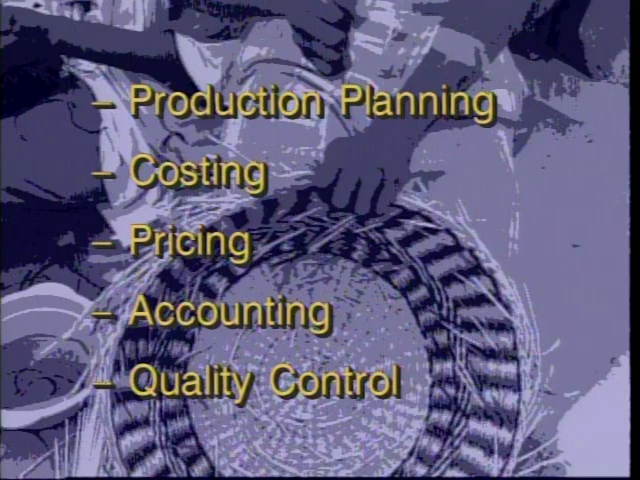 – Production Planning
– Costing
– Pricing
– Accounting
– Quality Control